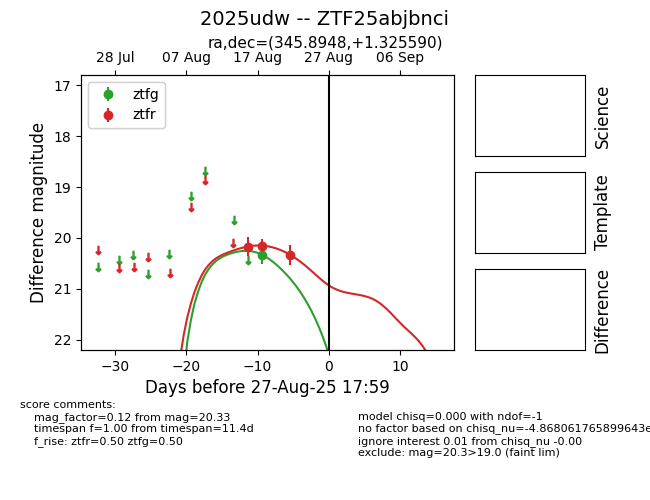 2025udw -- ZTF25abjbnci
ra,dec=(345.8948,+1.325590)
28 Jul 07 Aug 17 Aug 27 Aug 06 Sep
17
18
19
20
21
22
Difference magnitude
ztfg
ztfr
−30 −20 −10 0 10
Days before 27-Aug-25 17:59
Science
Template
Difference
score comments:
mag_factor=0.12 from mag=20.33
timespan f=1.00 from timespan=11.4d
f_rise: ztfr=0.50 ztfg=0.50
model chisq=0.000 with ndof=-1
no factor based on chisq_nu=-4.868061765899643e
ignore interest 0.01 from chisq_nu -0.00
exclude: mag=20.3>19.0 (faint lim)